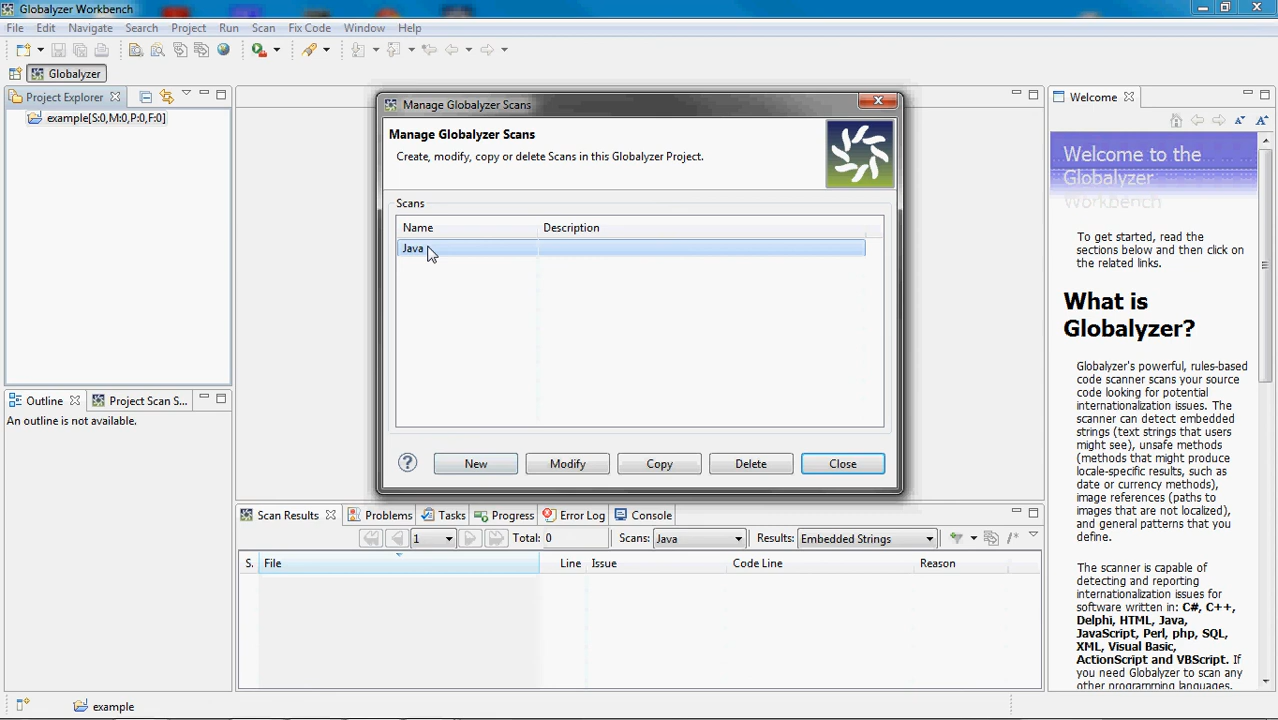 Globalyzer Workbench
File Edit Navigate Search Project Run Scan Fix Code Window Help
Globalyzer
Project Explorer
example[S:0,M:0,P:0,F:0]
Outline
Project Scan S...
An outline is not available.
Manage Globalyzer Scans
Manage Globalyzer Scans
Create, modify, copy or delete Scans in this Globalyzer Project.
Scans
Name Description
Java
? New Modify Copy Delete Close
Welcome
Welcome to the
Globalyzer
Workbench
To get started, read the
sections below and then click on
the related links.
What is
Globalyzer?
Globalyzer's powerful, rules-based
code scanner scans your source
code looking for potential
internationalization issues. The
scanner can detect embedded
strings (text strings that users
might see), unsafe methods
(methods that might produce
locale-specific results, such as
date or currency methods),
image references (paths to
images that are not localized),
and general patterns that you
define.
The scanner is capable of
detecting and reporting
internationalization issues for
software written in: C#, C++,
Delphi, HTML, Java,
JavaScript, Perl, php, SQL,
XML, Visual Basic,
ActionScript and VBScript. If
you need Globalyzer to scan any
other programming languages,
Scan Results Problems Tasks Progress Error Log Console
1 Total: 0 Scans: Java Results: Embedded Strings
S. File Line Issue Code Line Reason
example